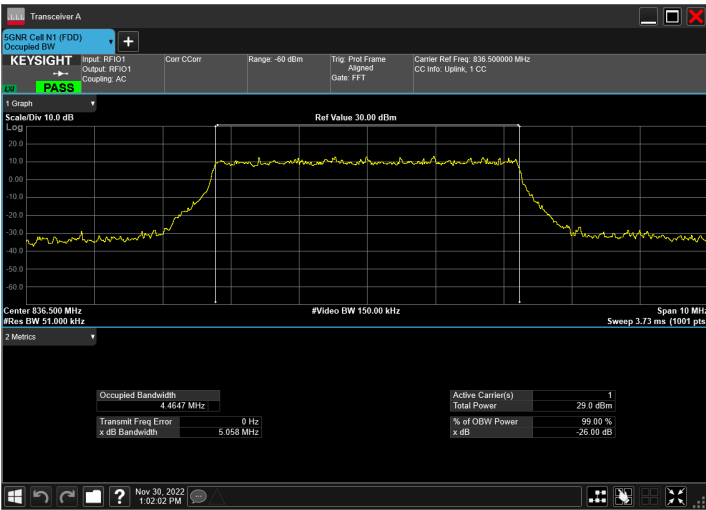 Transceiver A
5GNR Cell N1 (FDD)
Occupied BW
KEYSIGHT
LXI
PASS
Input: RFIO1
Output: RFIO1
Coupling: AC
Corr CCorr
Range: -60 dBm
Trig: Prot Frame
Aligned
Gate: FFT
Carrier Ref Freq: 836.500000 MHz
CC Info: Uplink, 1 CC
1 Graph
Scale/Div 10.0 dB
Ref Value 30.00 dBm
Log
20.0
10.0
0.00
-10.0
-20.0
-30.0
-40.0
-50.0
-60.0
Center 836.500 MHz
#Video BW 150.00 kHz
Span 10 MHz
#Res BW 51.000 kHz
Sweep 3.73 ms (1001 pts
2 Metrics
Occupied Bandwidth
4.4647 MHz
Transmit Freq Error 0 Hz
x dB Bandwidth 5.058 MHz
Active Carrier(s) 1
Total Power 29.0 dBm
% of OBW Power 99.00 %
x dB -26.00 dB
?
Nov 30, 2022
1:02:02 PM